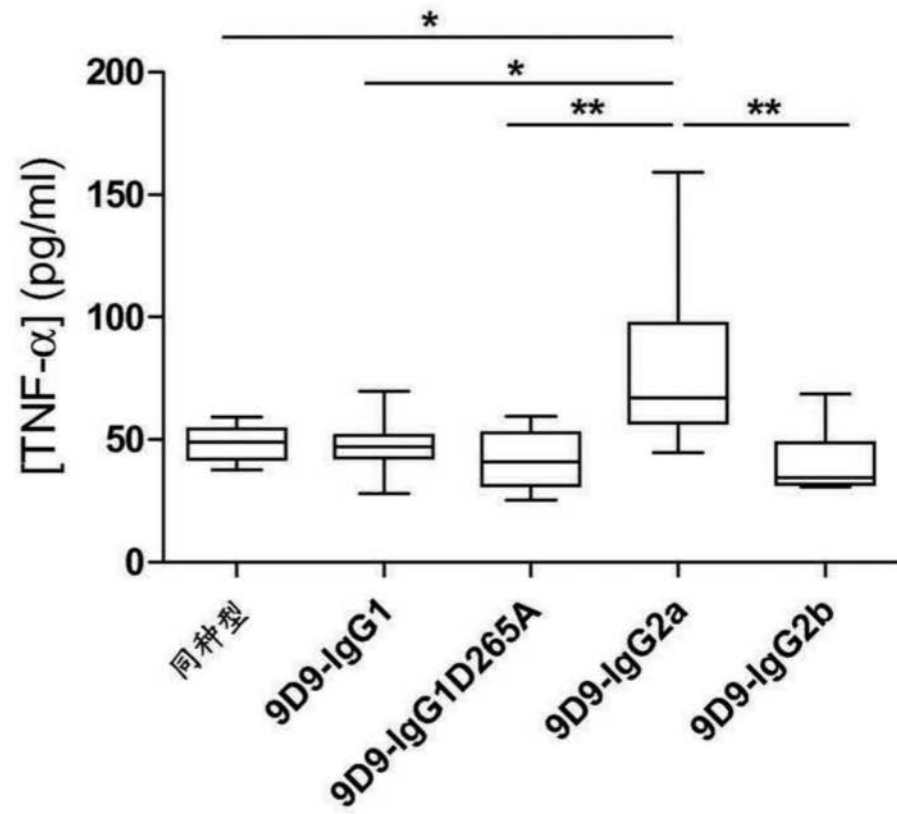 *
*
** **
200
150
100
50
0
[TNF-α] (pg/ml)
同种型
9D9-IgG1
9D9-IgG1D265A
9D9-IgG2a
9D9-IgG2b